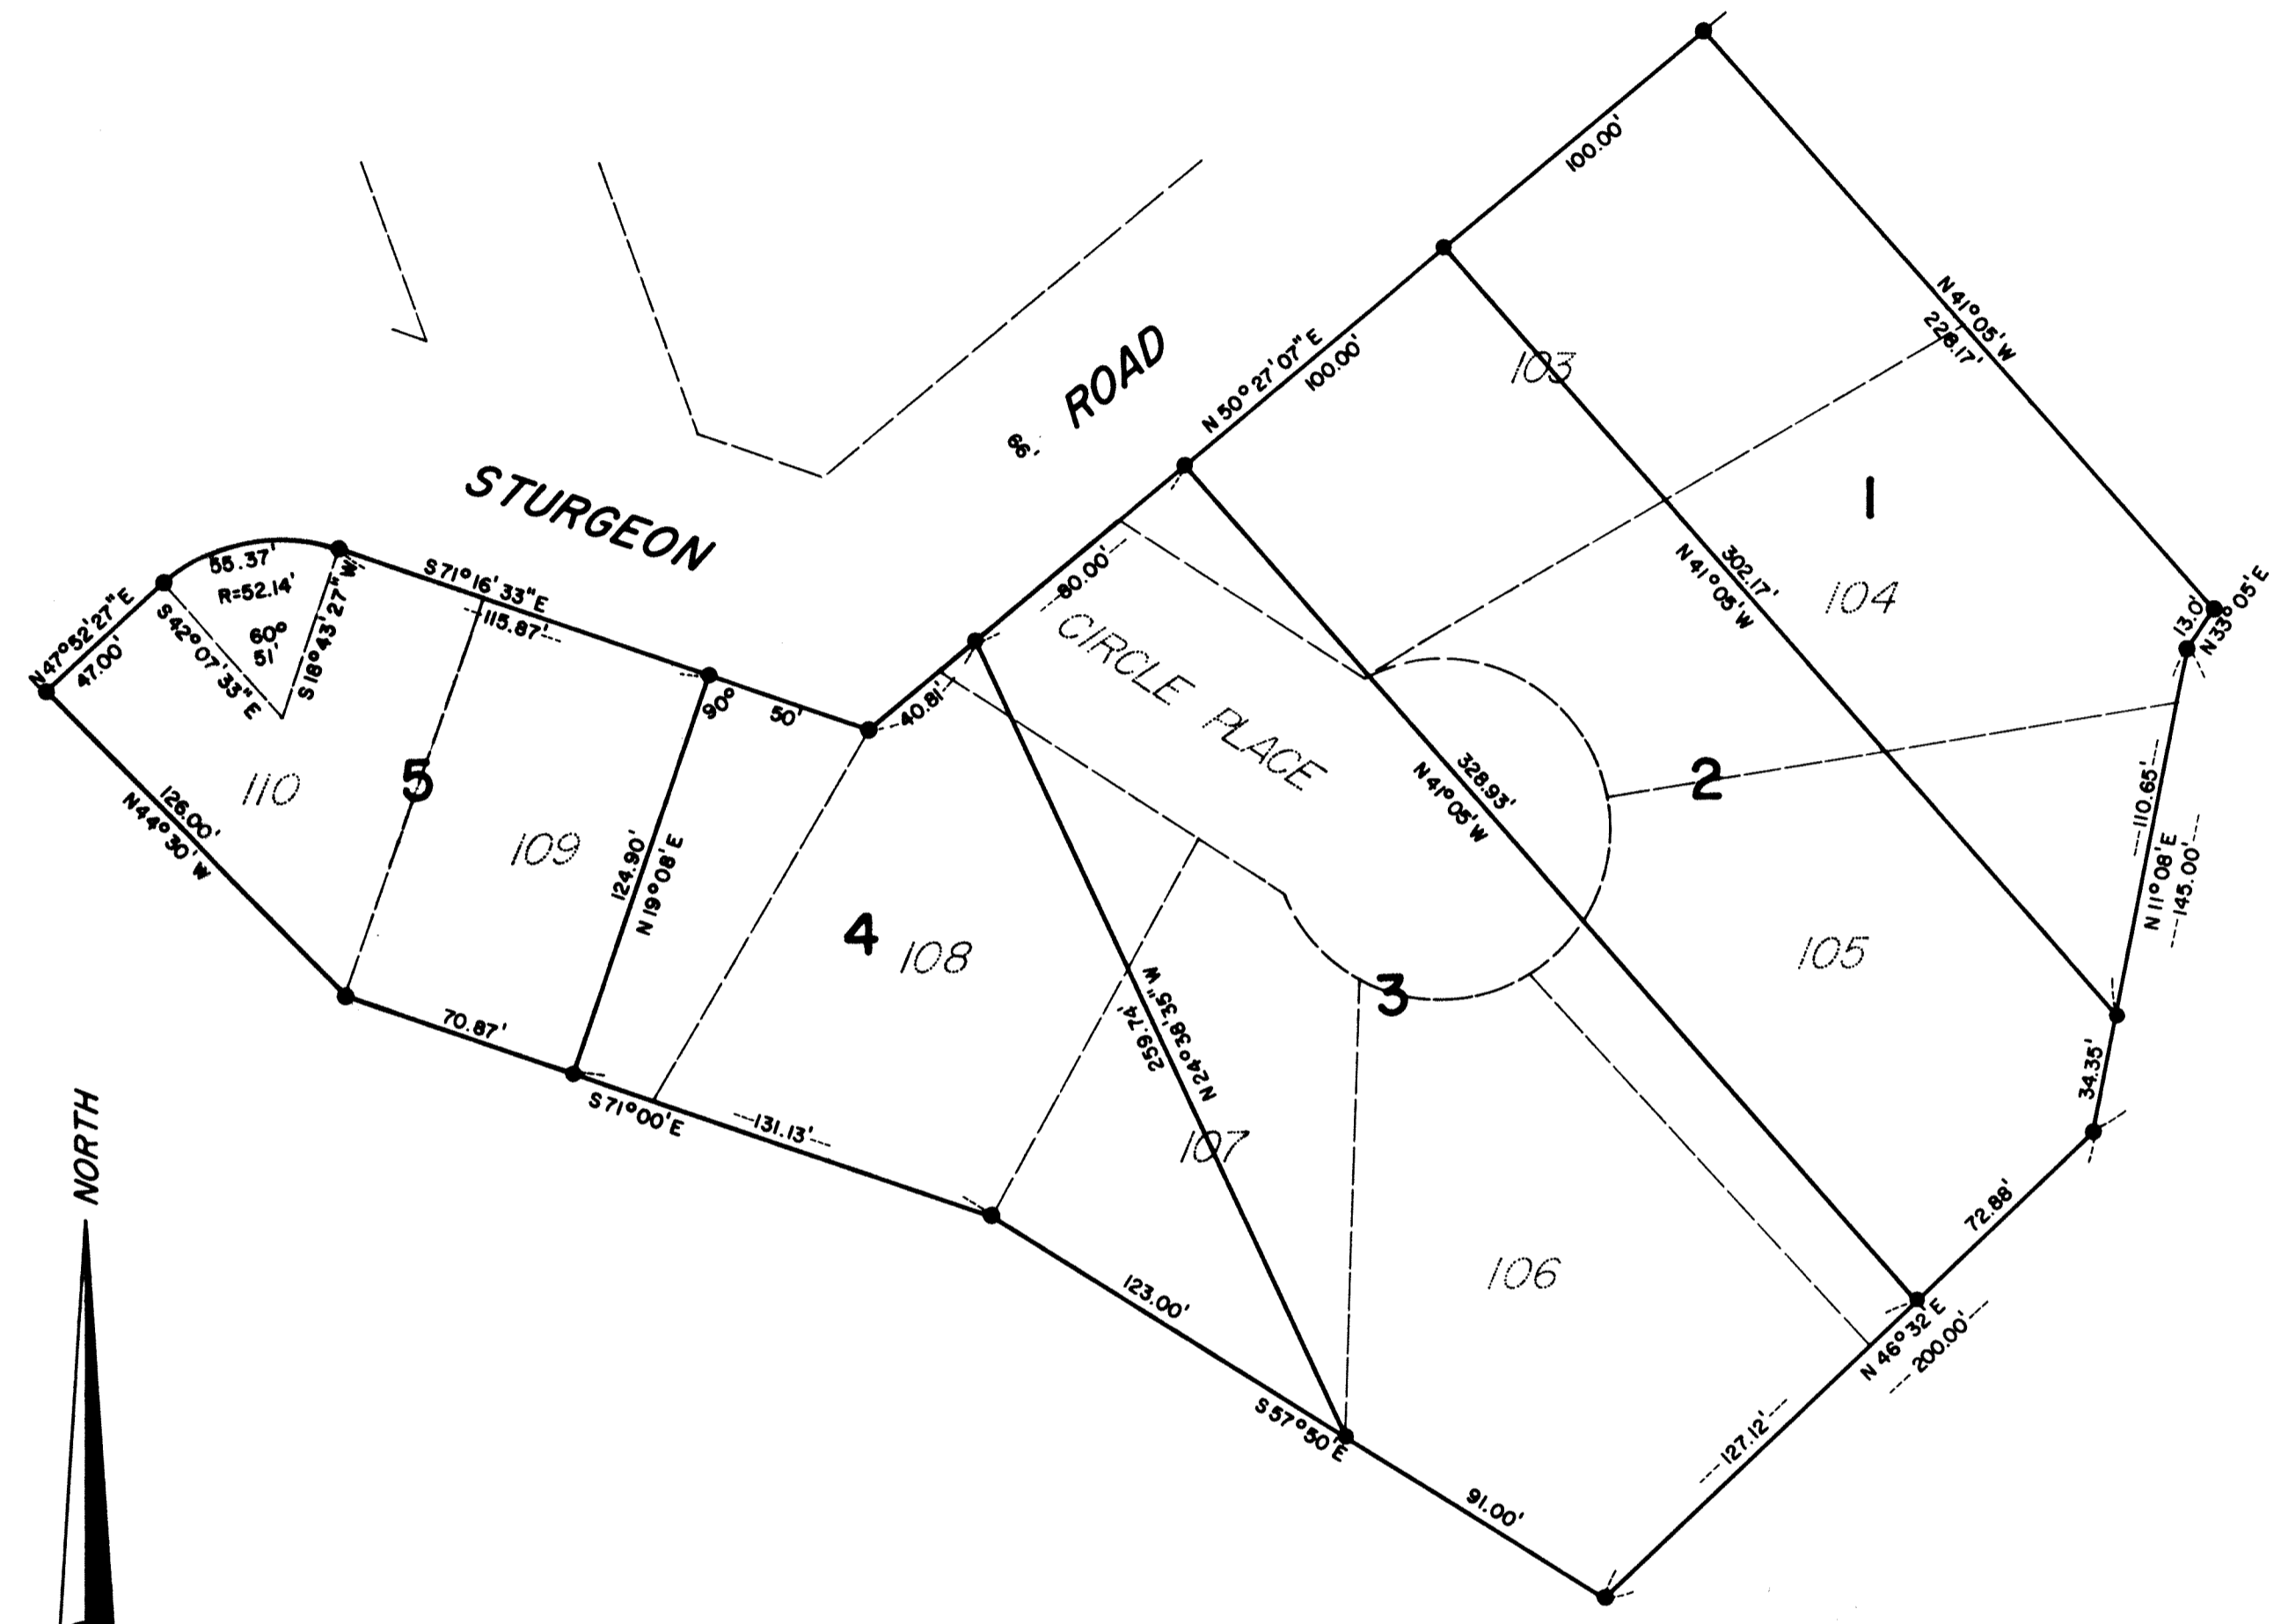 100.00'
N 41° 05' W
228.17'
ROAD
N 50° 27' 07" E
100.00'
103
STURGEON
1
104
302.17'
N 41° 05' W
80.00'
CIRCLE PLACE
13.0'
N 33° 05' E
55.37'
R=52.14'
60°
51'
S 42° 07' 33" E
S 18° 43' 27" W
N 47° 52' 27" E
47.00'
S 71° 16' 33" E
115.87'
90°
50'
40.81'
5
110
109
126.00'
N 44° 30' W
124.90'
N 19° 08' E
4
108
328.93'
N 41° 05' W
2
110.65'
N 11° 08' E
145.00'
105
3
N 24° 38' 35" W
259.74'
107
34.35'
70.87'
S 71° 00' E
131.13'
NORTH
72.88'
106
123.00'
S 57° 50' E
N 46° 32' E
200.00'
127.12'
91.00'